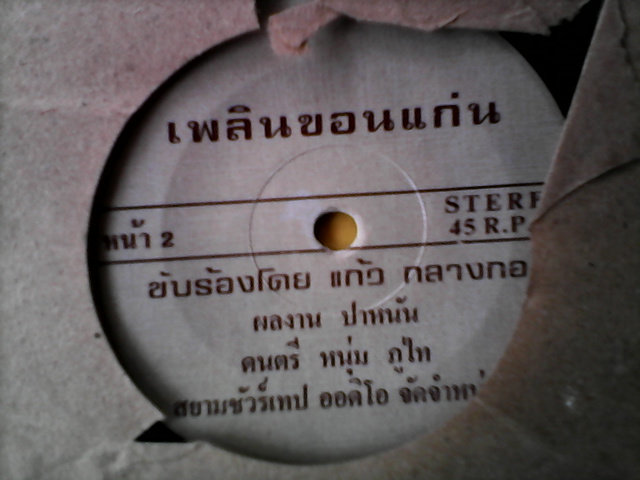 เพลินขอนแก่น
STERE
45 R.P.
หน้า 2
ขับร้องโดย แก้ว กลางกอ
ผลงาน ปาหนัน
ดนตรี หนุ่ม ภูไท
สยามชัวร์เทป ออดิโอ จัดจำหน่